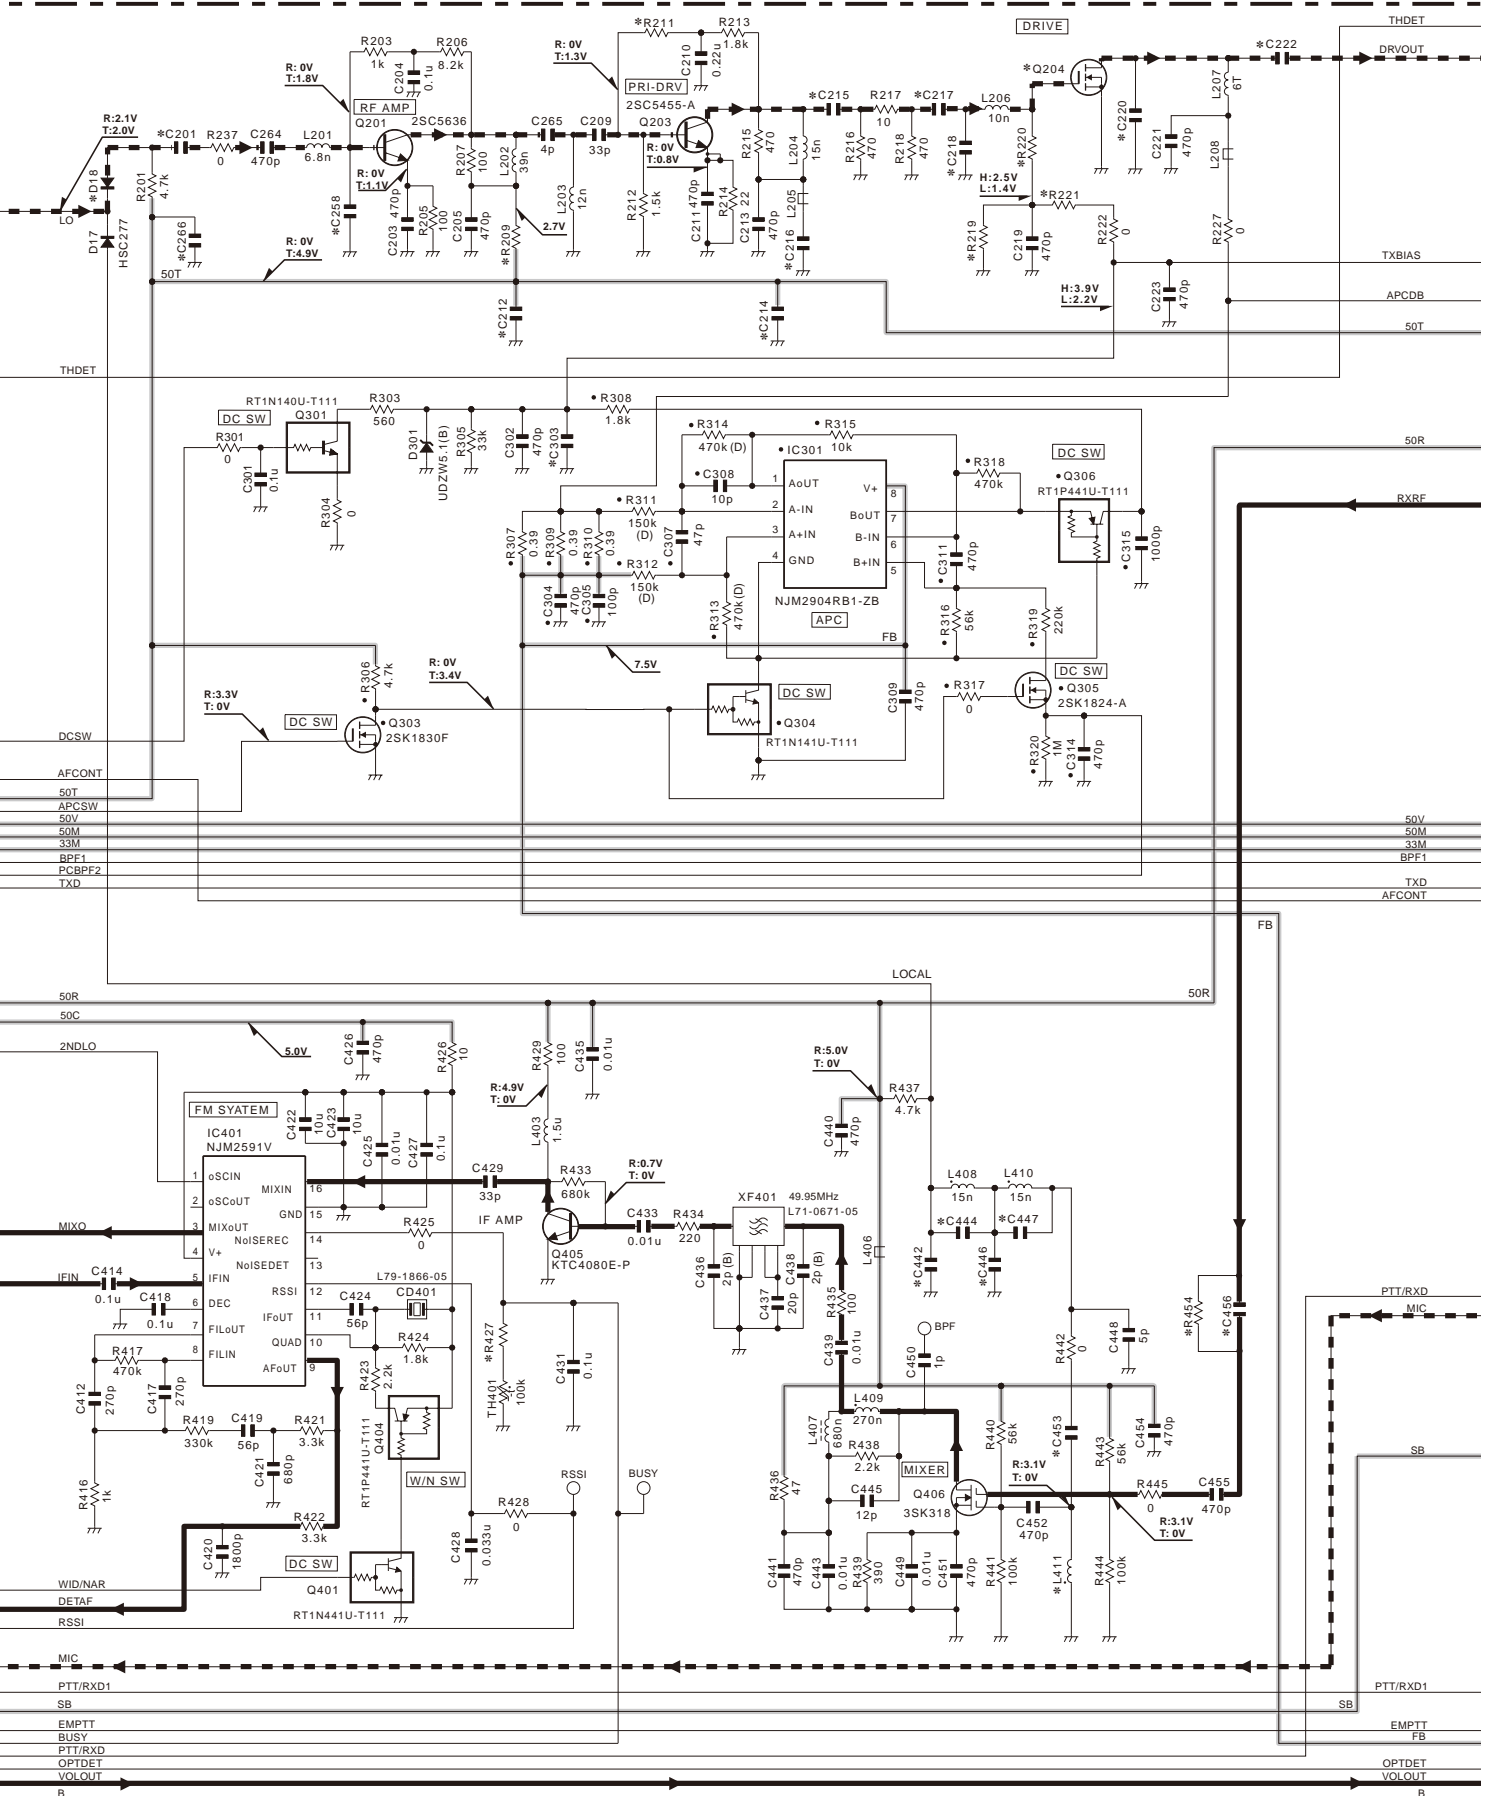 THDET
DRIVE
*C222
DRVOUT
*R211
R213
1.8k
C210
0.22u
R203
1k
R206
8.2k
C204
0.1u
R: 0V
T:1.3V
R: 0V
T:1.8V
*Q204
L207
6T
PRI-DRV
2SC5455-A
Q203
RF AMP
Q201
2SC5636
*C215
R217
10
*C217
L206
10n
*C220
C221
470p
L208
R:2.1V
T:2.0V
*C201
R237
0
C264
470p
L201
6.8n
C265
4p
C209
33p
R: 0V
T:0.8V
R215
470
L204
15n
R216
470
R218
470
*C218
*R220
*D18
R201
4.7k
R: 0V
T:1.1V
R207
100
L202
39n
L203
12n
R212
1.5k
C211
470p
R214
22
C213
470p
L205
*C216
H:2.5V
L:1.4V
*R221
R222
0
R227
0
LO
D17
HSC277
*C266
*C258
C203
470p
R205
100
C205
470p
*R209
2.7V
*R219
C219
470p
R: 0V
T:4.9V
50T
TXBIAS
*C212
*C214
H:3.9V
L:2.2V
C223
470p
APCDB
50T
THDET
RT1N140U-T111
DC SW
Q301
R303
560
R301
0
C301
0.1u
R304
0
D301
UDZW5.1(B)
R305
33k
C302
470p
*C303
• R308
1.8k
• R314
470k (D)
• R315
10k
• C308
10p
• IC301
1 AoUT
2 A-IN
3 A+IN
4 GND
V+ 8
BoUT 7
B-IN 6
B+IN 5
NJM2904RB1-ZB
APC
• R318
470k
DC SW
• Q306
RT1P441U-T111
50R
RXRF
• C315
1000p
• R307
0.39
• R309
0.39
• R310
0.39
• R311
150k
(D)
• R312
150k
(D)
• C307
47p
• C304
470p
• C305
100p
• R313
470k (D)
• C311
470p
• R316
56k
• R319
220k
FB
7.5V
• R306
4.7k
R: 0V
T:3.4V
R:3.3V
T: 0V
DC SW
• Q303
2SK1830F
DC SW
• Q304
RT1N141U-T111
C309
470p
• R317
0
DC SW
• Q305
2SK1824-A
• R320
1M
• C314
470p
DCSW
AFCONT
50T
APCSW
50V
50M
33M
BPF1
PCBPF2
TXD
50V
50M
33M
BPF1
TXD
AFCONT
FB
LOCAL
50R
50R
50C
5.0V
2NDLO
C426
470p
R426
10
R429
100
C435
0.01u
R:4.9V
T: 0V
L403
1.5u
R:5.0V
T: 0V
R437
4.7k
C440
470p
FM SYATEM
IC401
NJM2591V
C422
10u
C423
10u
C425
0.01u
C427
0.1u
1 oSCIN
2 oSCoUT
3 MIXoUT
4 V+
5 IFIN
6 DEC
7 FILoUT
8 FILIN
MIXIN 16
GND 15
NoISEREC 14
NoISEDET 13
RSSI 12
IFoUT 11
QUAD 10
AFoUT 9
C429
33p
R433
680k
R:0.7V
T: 0V
IF AMP
Q405
KTC4080E-P
C433
0.01u
R434
220
XF401
49.95MHz
L71-0671-05
L408
15n
L410
15n
*C444
*C447
*C442
*C446
MIXO
IFIN
C414
0.1u
C418
0.1u
R425
0
L79-1866-05
C424
56p
CD401
R424
1.8k
R423
2.2k
*R427
TH401
100k
C431
0.1u
C436
2p (B)
C437
20p
C438
2p (B)
R435
100
C439
0.01u
L406
BPF
C450
1p
R442
0
C448
5p
*R454
*C456
PTT/RXD
MIC
R417
470k
C412
270p
C417
270p
R419
330k
C419
56p
R421
3.3k
C421
680p
R416
1k
R422
3.3k
C420
1800p
RT1P441U-T111
Q404
W/N SW
RSSI
BUSY
R428
0
C428
0.033u
L407
680n
L409
270n
R438
2.2k
C445
12p
R436
47
MIXER
Q406
3SK318
R440
56k
*C453
R443
56k
C454
470p
SB
R:3.1V
T: 0V
C452
470p
R445
0
C455
470p
R:3.1V
T: 0V
DC SW
Q401
RT1N441U-T111
C441
470p
C443
0.01u
R439
390
C449
0.01u
C451
470p
R441
100k
*L411
R444
100k
WID/NAR
DETAF
RSSI
MIC
PTT/RXD1
SB
EMPTT
BUSY
PTT/RXD
OPTDET
VOLOUT
B
PTT/RXD1
SB
EMPTT
FB
OPTDET
VOLOUT
B